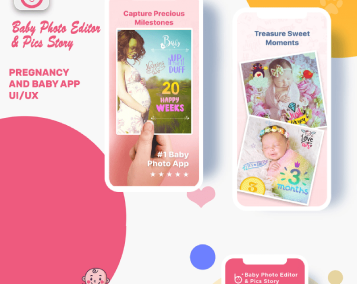 Baby Photo Editor
& Pics Story
PREGNANCY
AND BABY APP
UI/UX
Capture Precious
Milestones
Baby
20
HAPPY
WEEKS
#1 Baby
Photo App
Treasure Sweet
Moments
3
months
Baby Photo Editor
& Pics Story